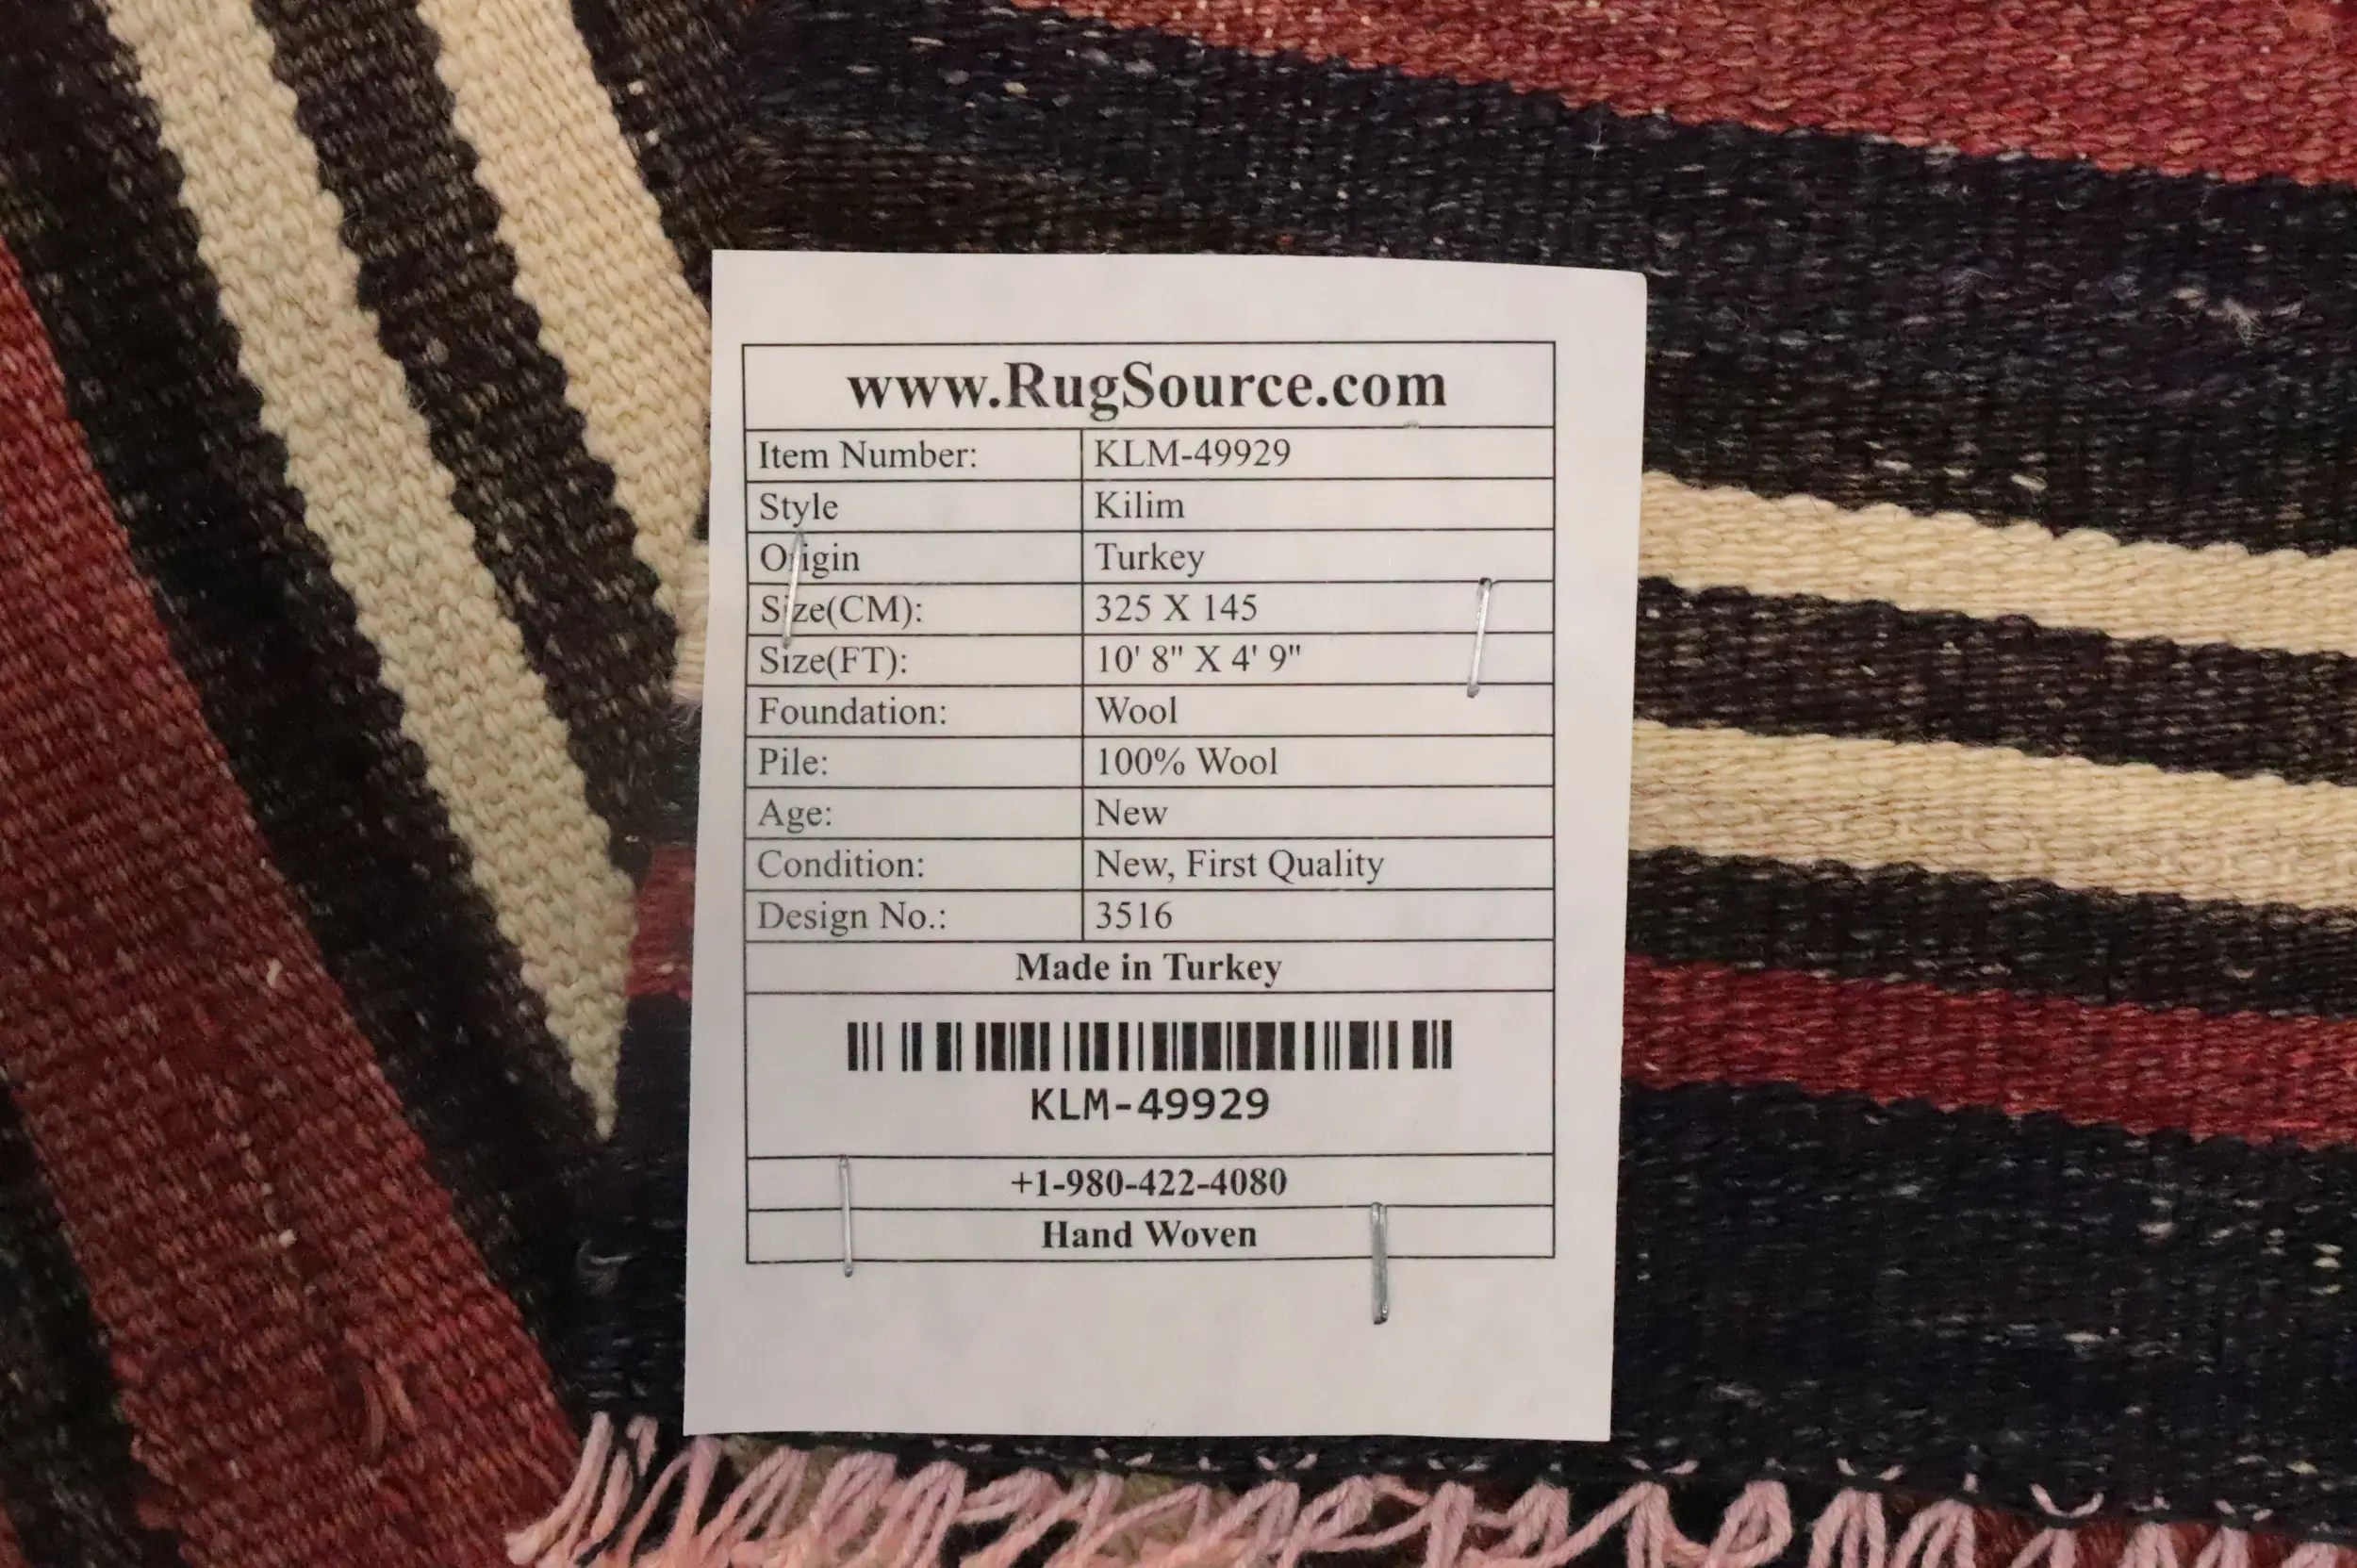 www.RugSource.com
Item Number: KLM-49929
Style Kilim
Origin Turkey
Size(CM): 325 X 145
Size(FT): 10' 8" X 4' 9"
Foundation: Wool
Pile: 100% Wool
Age: New
Condition: New, First Quality
Design No.: 3516
Made in Turkey
KLM-49929
+1-980-422-4080
Hand Woven